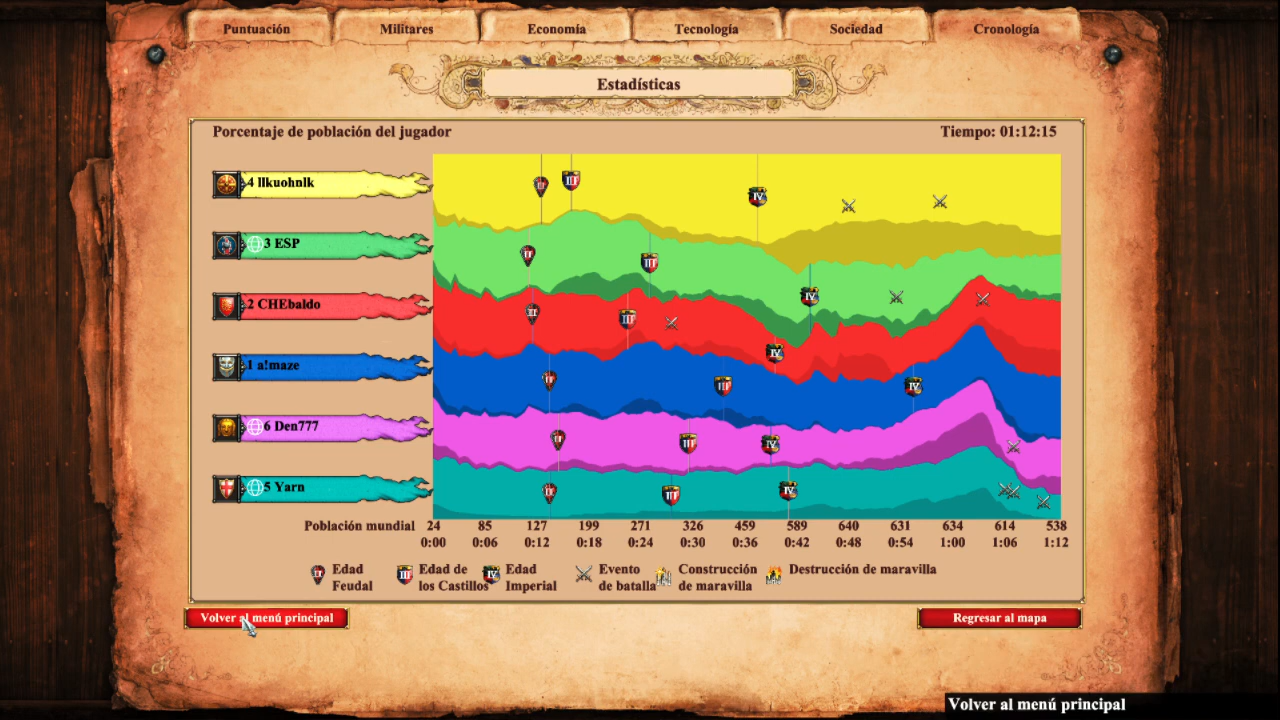 Puntuación Militares Economía Tecnología Sociedad Cronología
Estadísticas
Porcentaje de población del jugador Tiempo: 01:12:15
4 llkuohnlk
3 ESP
2 CHEbaldo
1 a!maze
6 Den777
5 Yarn
Población mundial 24 85 127 199 271 326 459 589 640 631 634 614 538
0:00 0:06 0:12 0:18 0:24 0:30 0:36 0:42 0:48 0:54 1:00 1:06 1:12
Edad Feudal
Edad de los Castillos
Edad Imperial
Evento de batalla
Construcción de maravilla
Destrucción de maravilla
Volver al menú principal Regresar al mapa
Volver al menú principal